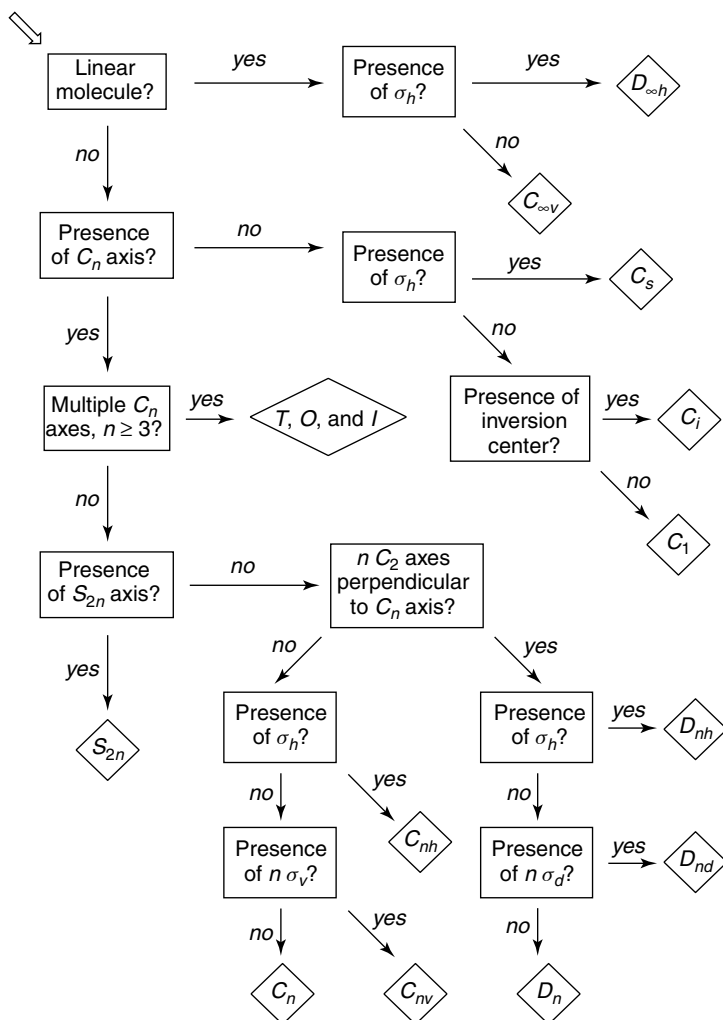 Linear
molecule?
yes
Presence
of σh?
yes
D∞h
no
no
C∞v
Presence
of Cn axis?
no
Presence
of σh?
yes
Cs
yes
no
Multiple Cn
axes, n ≥ 3?
yes
T, O, and I
Presence of
inversion
center?
yes
Ci
no
no
C1
Presence
of S2n axis?
no
n C2 axes
perpendicular
to Cn axis?
yes
no
yes
S2n
Presence
of σh?
Presence
of σh?
yes
Dnh
no
yes
Cnh
no
Presence
of n σv?
Presence
of n σd?
yes
Dnd
no
yes
no
Cn
Cnv
Dn